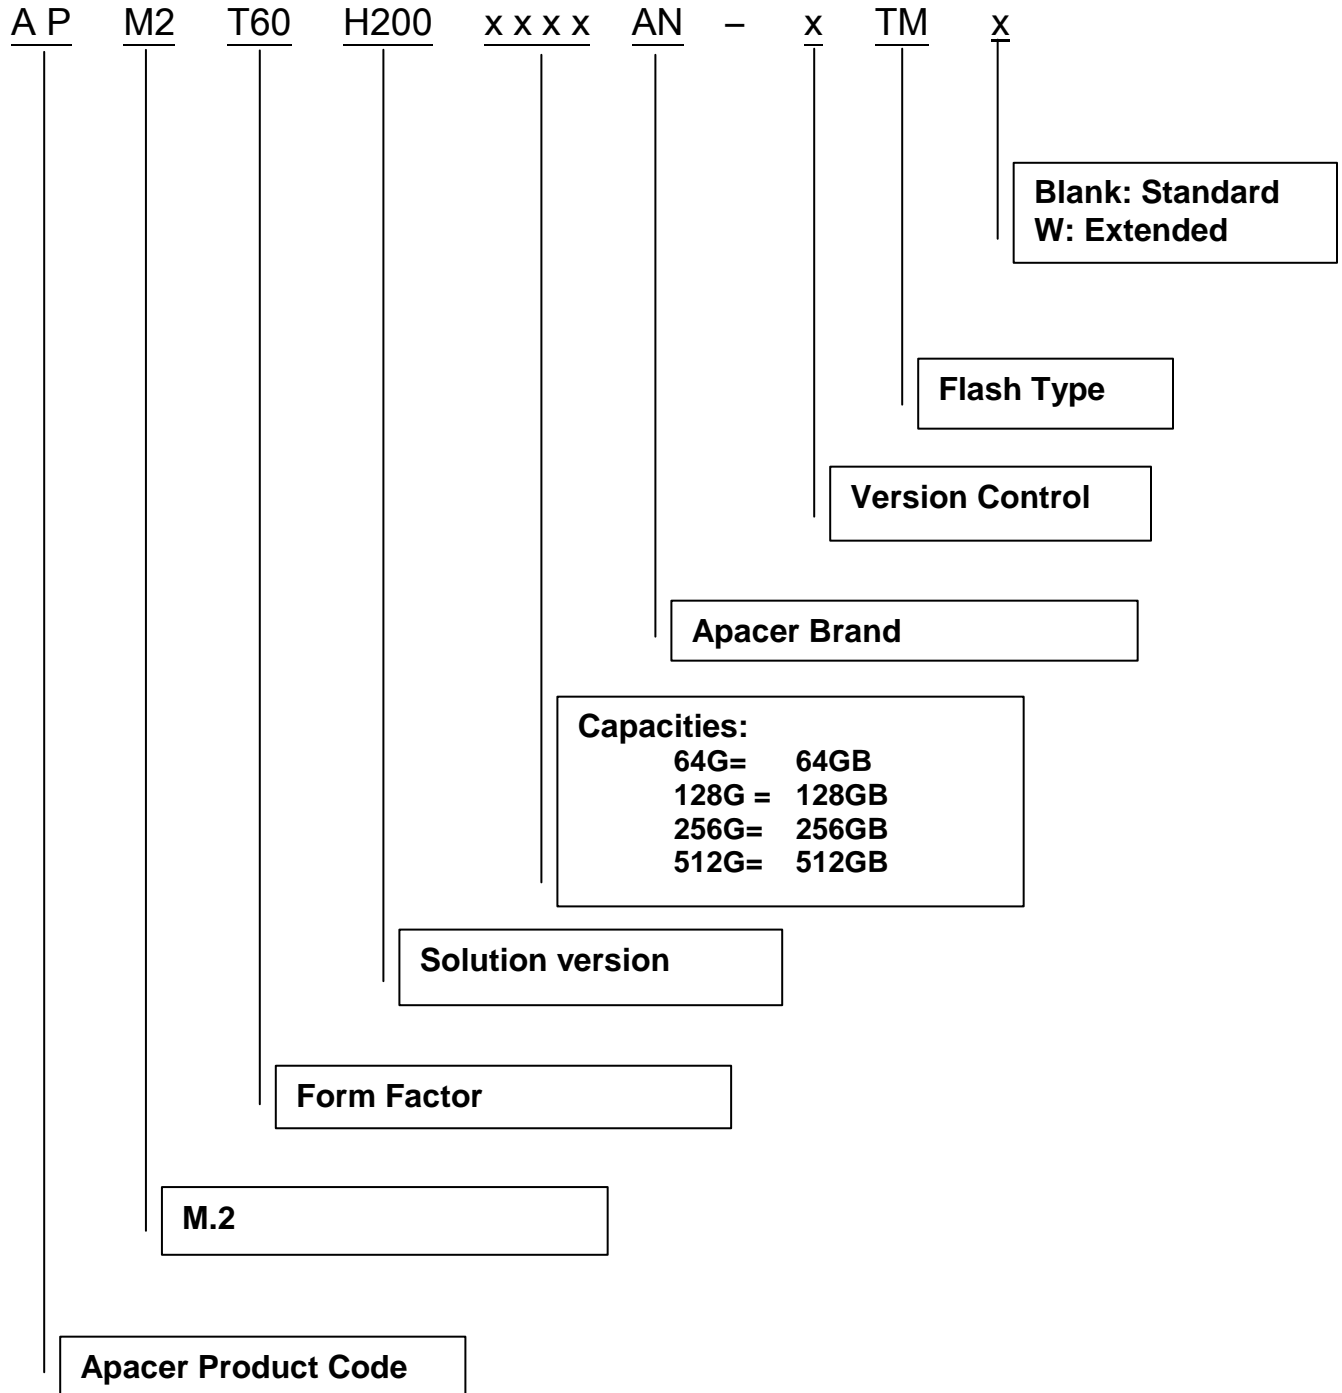 A P M2 T60 H200 x x x x AN – x TM x
Blank: Standard
W: Extended
Flash Type
Version Control
Apacer Brand
Capacities:
64G= 64GB
128G = 128GB
256G= 256GB
512G= 512GB
Solution version
Form Factor
M.2
Apacer Product Code